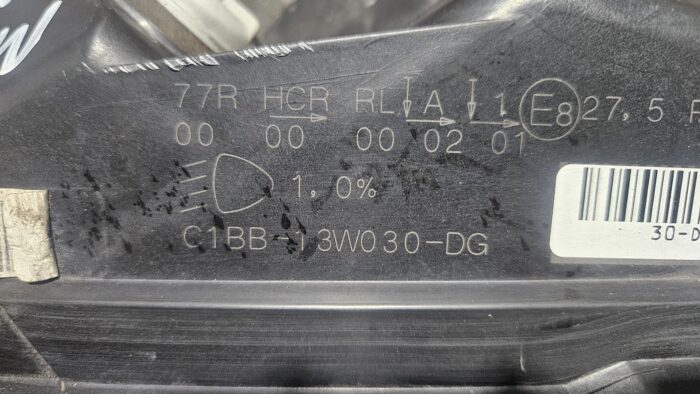 77R HCR RL A 1 E8 27,5
00 00 00 02 01
1,0%
C1BB-13W030-DG
30-D